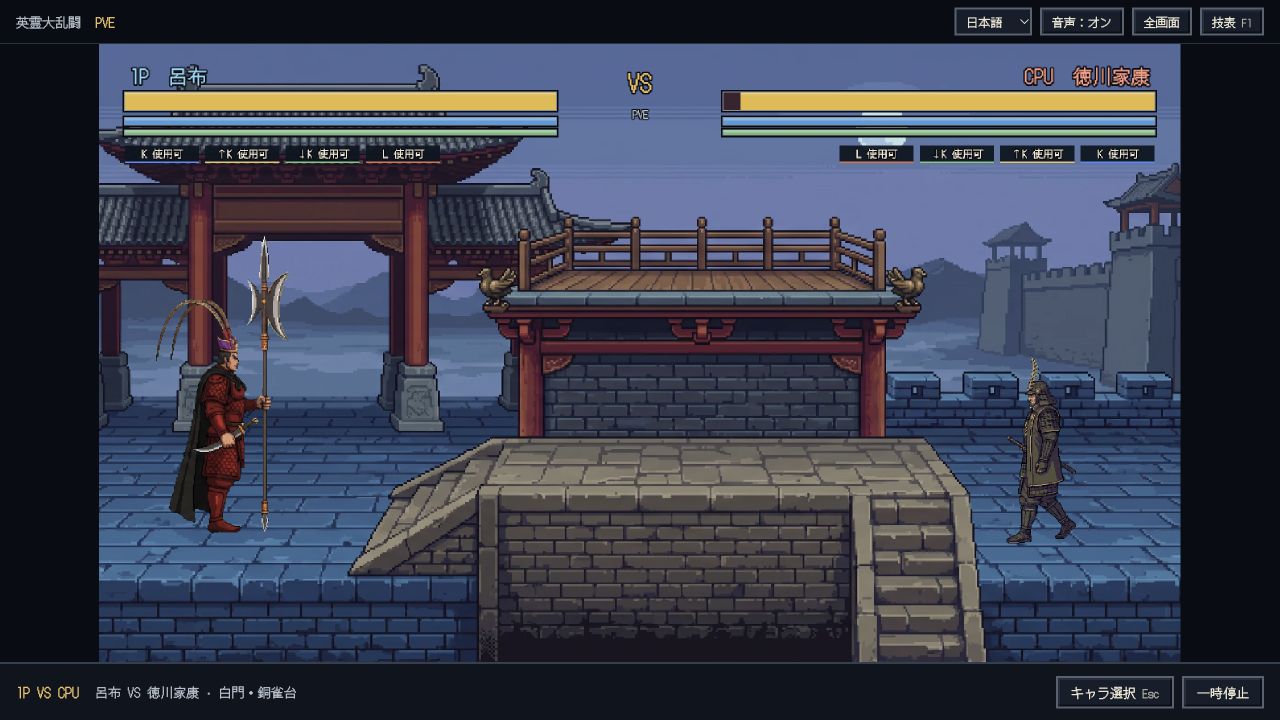 英霊大乱闘 PVE
日本語
音声：オン
全画面
技表 F1
1P 呂布
VS
PVE
CPU 徳川家康
K 使用可 ↑K 使用可 ↓K 使用可 L 使用可
L 使用可 ↓K 使用可 ↑K 使用可 K 使用可
1P VS CPU 呂布 VS 徳川家康 · 白門・銅雀台
キャラ選択 Esc
一時停止